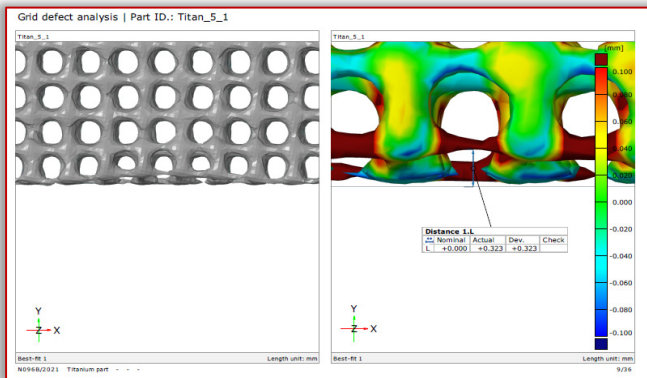 Grid defect analysis | Part ID.: Titan_5_1
Titan_5_1
Y
Z X
Best-fit 1
Length unit: mm
Titan_5_1
[mm]
0.100
0.080
0.060
0.040
0.020
0.000
-0.020
-0.040
-0.060
-0.080
-0.100
Distance 1.L
Nominal Actual Dev. Check
L +0.000 +0.323 +0.323
Y
Z X
Best-fit 1
Length unit: mm
N096B/2021 Titanium part - - -
9/36